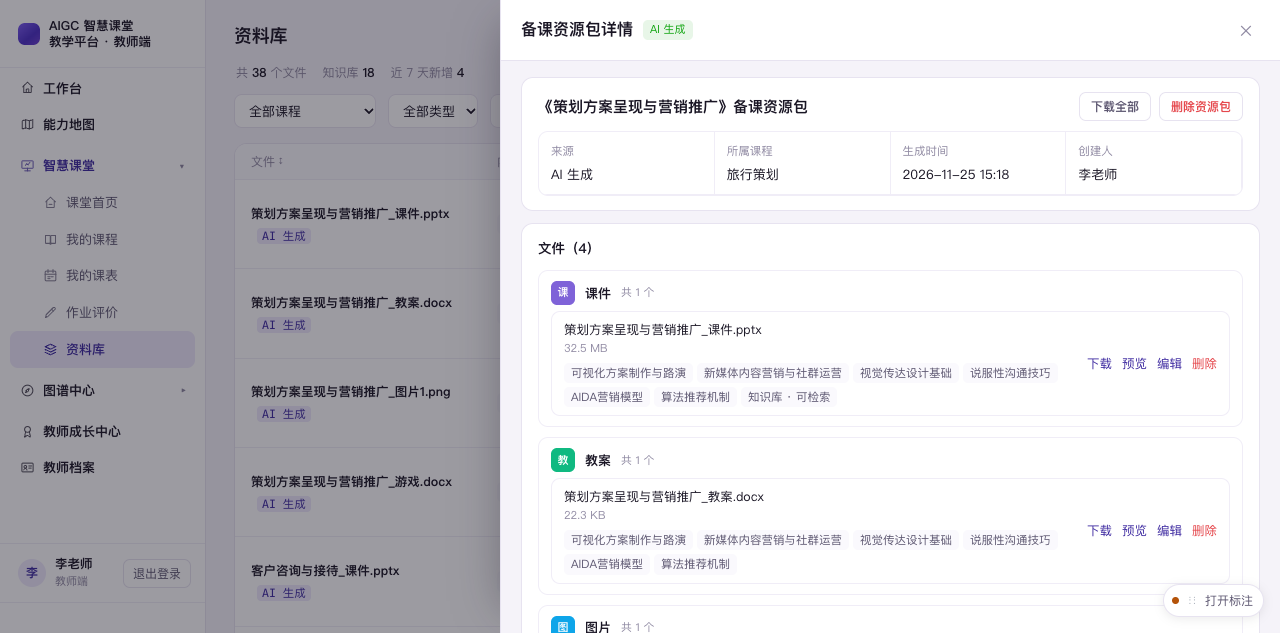 AIGC 智慧课堂
教学平台 · 教师端
工作台
能力地图
智慧课堂
课堂首页
我的课程
我的课表
作业评价
资料库
图谱中心
教师成长中心
教师档案
李
李老师
教师端
退出登录
资料库
共 38 个文件 知识库 18 近 7 天新增 4
全部课程
全部类型
文件
策划方案呈现与营销推广_课件.pptx
AI 生成
策划方案呈现与营销推广_教案.docx
AI 生成
策划方案呈现与营销推广_图片1.png
AI 生成
策划方案呈现与营销推广_游戏.docx
AI 生成
客户咨询与接待_课件.pptx
AI 生成
备课资源包详情 AI 生成
《策划方案呈现与营销推广》备课资源包
下载全部 删除资源包
来源
AI 生成
所属课程
旅行策划
生成时间
2026-11-25 15:18
创建人
李老师
文件（4）
课 课件 共 1 个
策划方案呈现与营销推广_课件.pptx
32.5 MB
可视化方案制作与路演 新媒体内容营销与社群运营 视觉传达设计基础 说服性沟通技巧
AIDA营销模型 算法推荐机制 知识库 · 可检索
下载 预览 编辑 删除
教 教案 共 1 个
策划方案呈现与营销推广_教案.docx
22.3 KB
可视化方案制作与路演 新媒体内容营销与社群运营 视觉传达设计基础 说服性沟通技巧
AIDA营销模型 算法推荐机制
下载 预览 编辑 删除
图 图片 共 1 个
打开标注